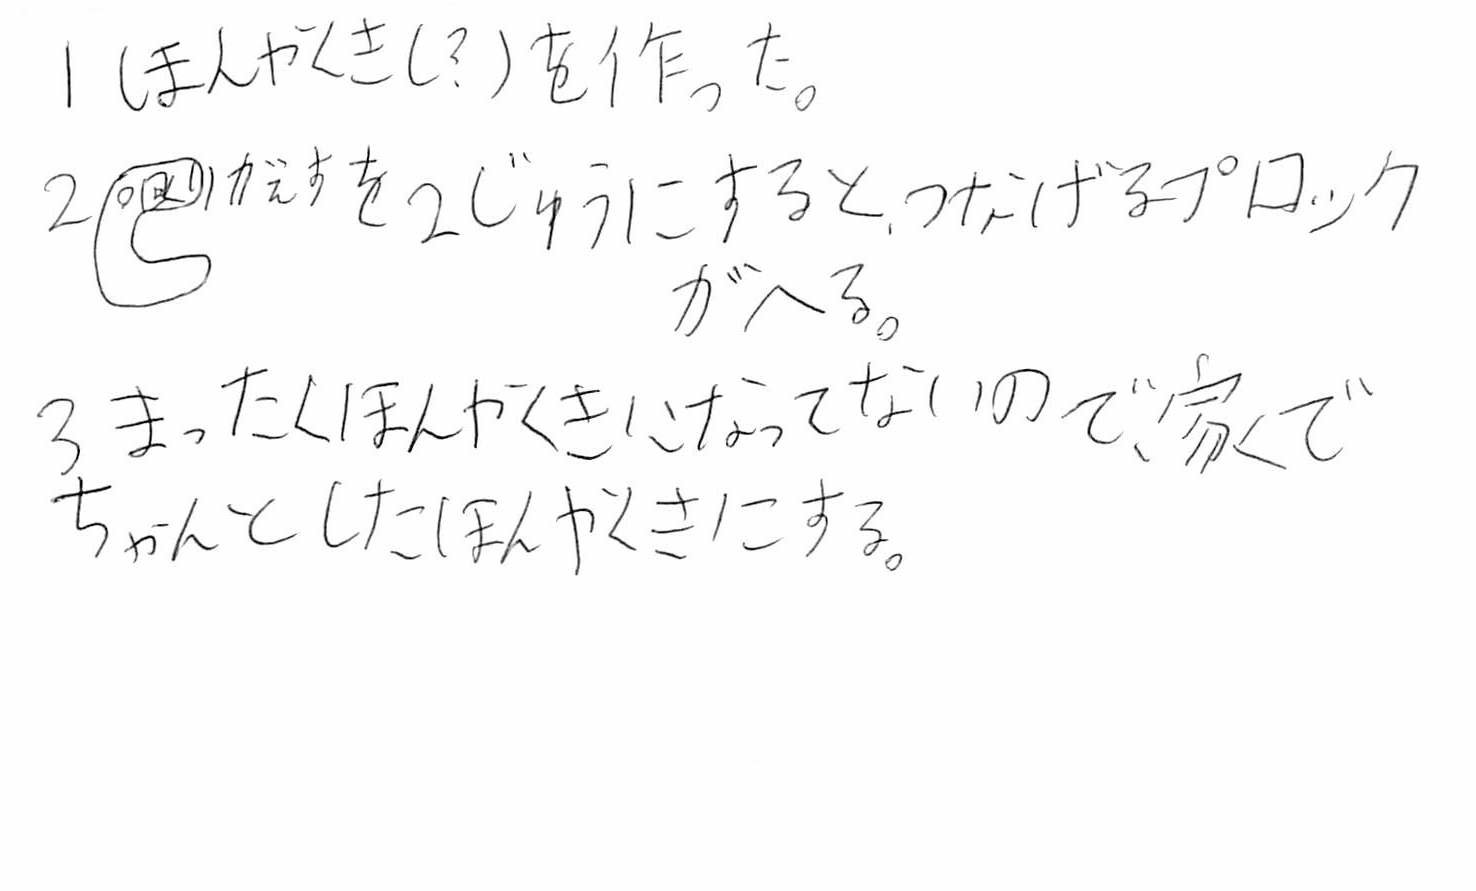 1 ほんやくき(?)を作った。
2 くりがえすを2じゅうにすると、つなげるブロック
がへる。
3 まったくほんやくきになってないので、家で
ちゃんとしたほんやくきにする。